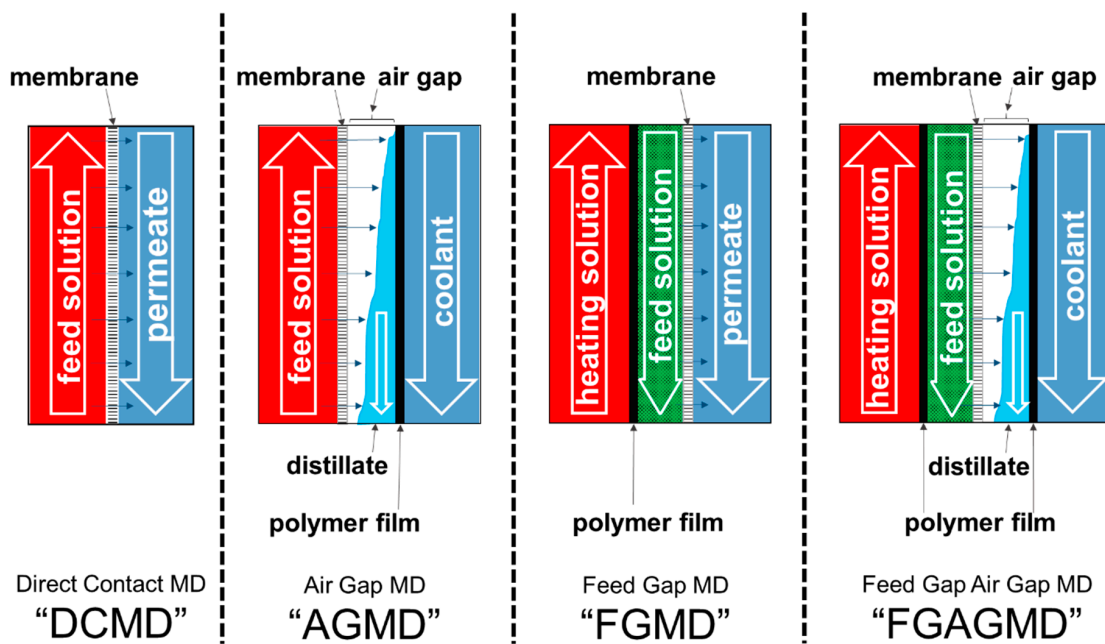 membrane
feed solution
permeate
Direct Contact MD
“DCMD”
membrane air gap
feed solution
coolant
distillate
polymer film
Air Gap MD
“AGMD”
membrane
heating solution
feed solution
permeate
polymer film
Feed Gap MD
“FGMD”
membrane air gap
heating solution
feed solution
coolant
distillate
polymer film
Feed Gap Air Gap MD
“FGAGMD”